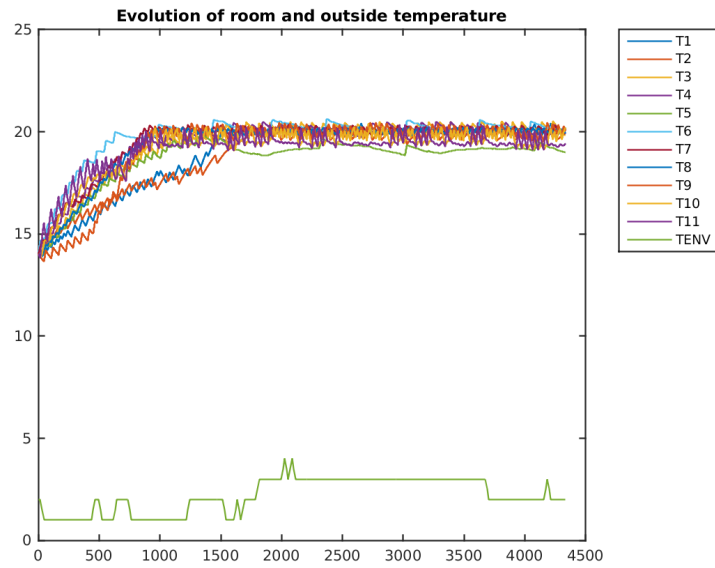 Evolution of room and outside temperature
25
20
15
10
5
0
0 500 1000 1500 2000 2500 3000 3500 4000 4500
T1
T2
T3
T4
T5
T6
T7
T8
T9
T10
T11
TENV